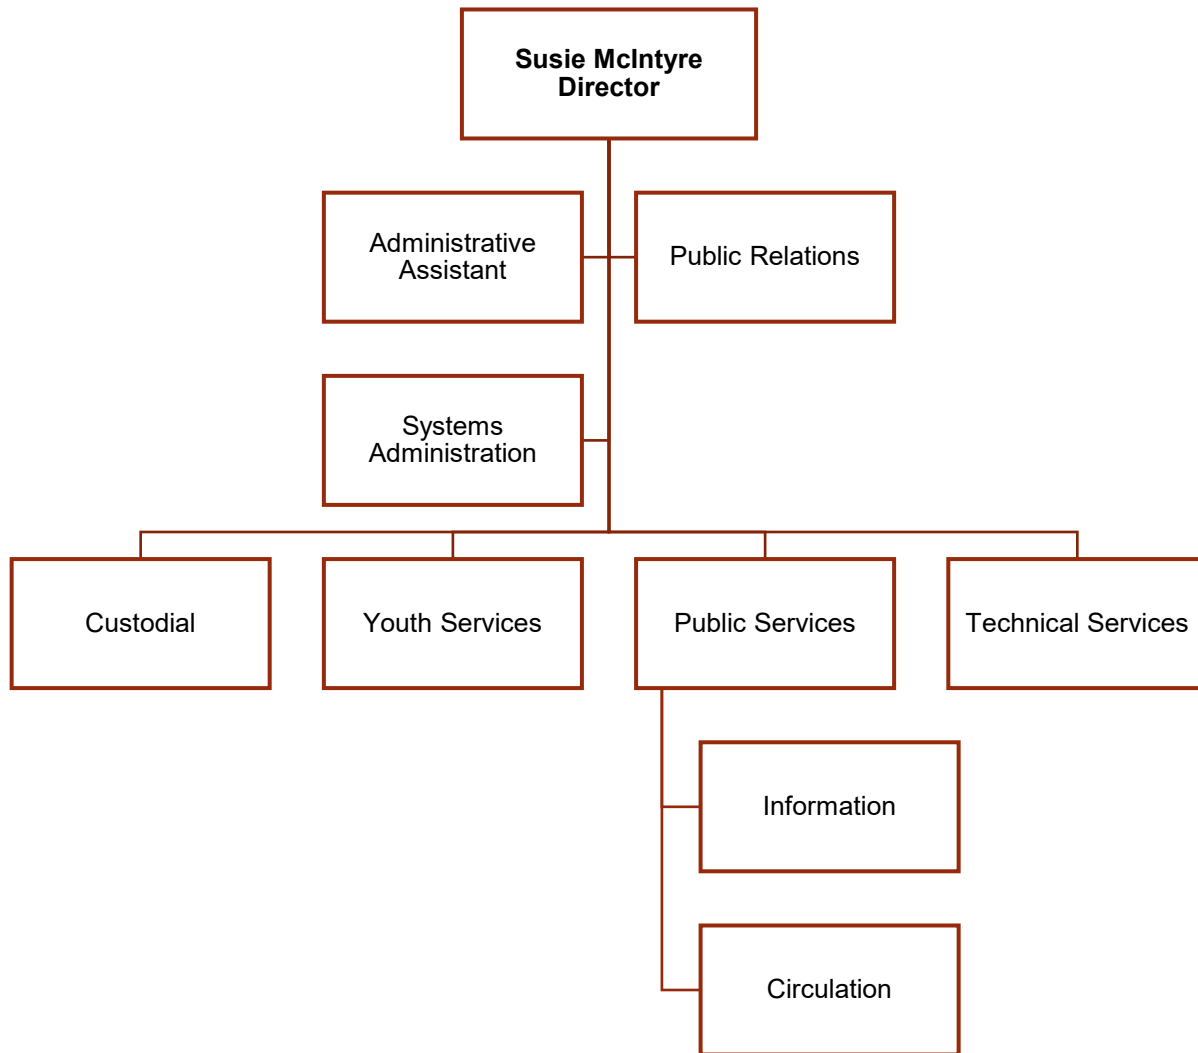 Susie McIntyre
Director
Administrative
Assistant
Public Relations
Systems
Administration
Custodial
Youth Services
Public Services
Technical Services
Information
Circulation